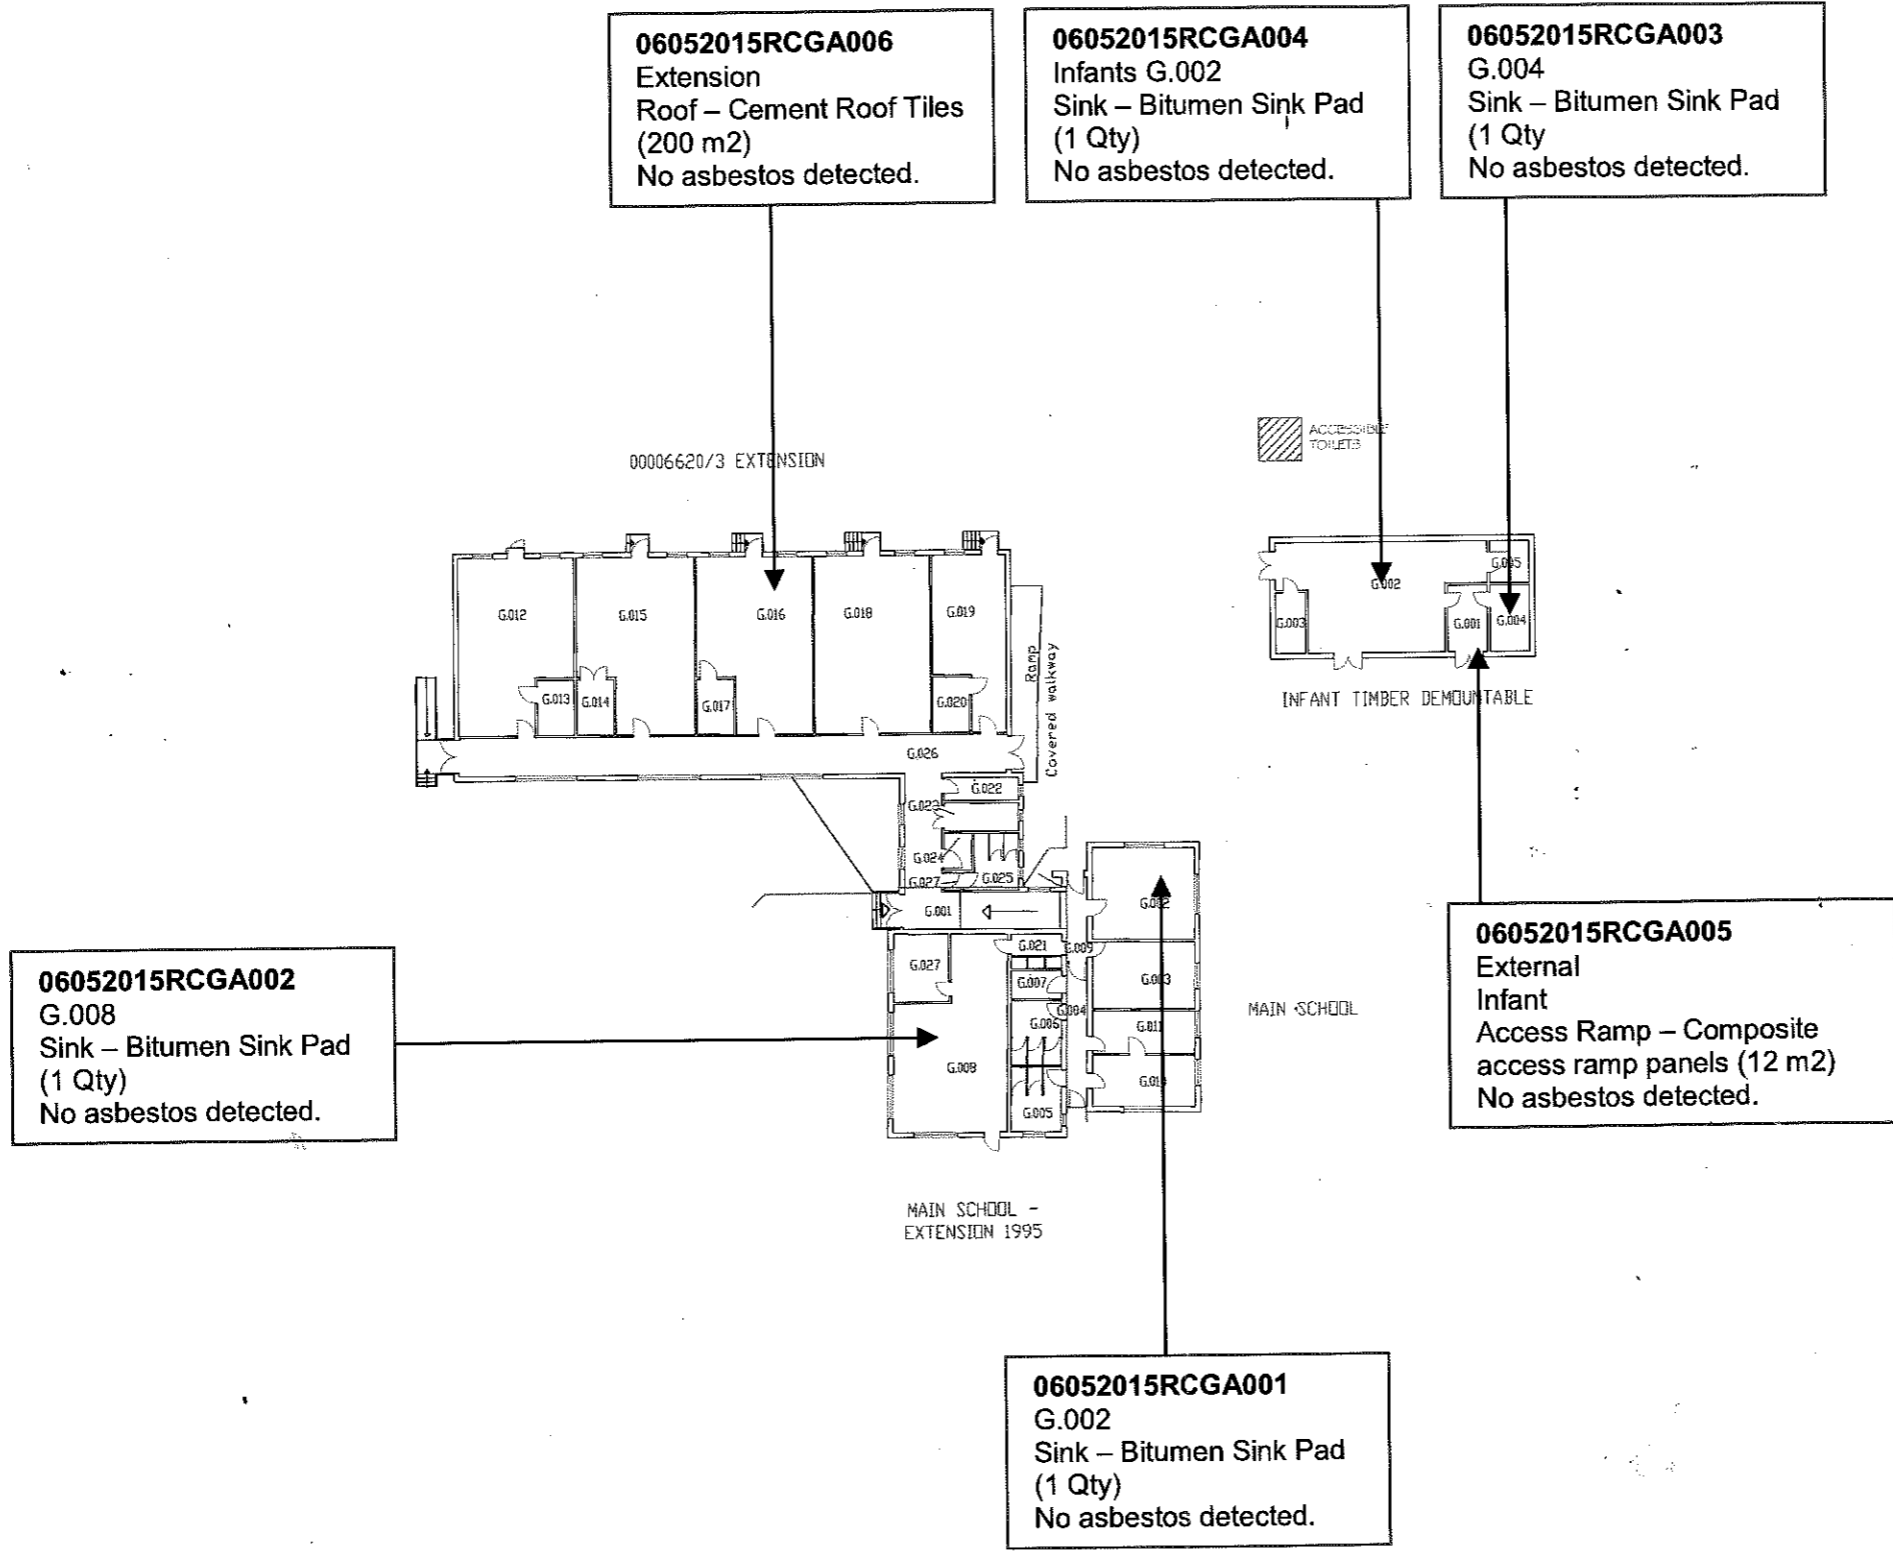 06052015RCGA006
Extension
Roof – Cement Roof Tiles
(200 m2)
No asbestos detected.
06052015RCGA004
Infants G.002
Sink – Bitumen Sink Pad
(1 Qty)
No asbestos detected.
06052015RCGA003
G.004
Sink – Bitumen Sink Pad
(1 Qty
No asbestos detected.
ACCESSIBLE
TOILETS
00006620/3 EXTENSION
G.012
G.015
G.016
G.018
G.019
G.013
G.014
G.017
G.020
G.026
Ramp
Covered walkway
G.002
G.005
G.003
G.001
G.004
INFANT TIMBER DEMOUNTABLE
G.022
G.023
G.024
G.025
G.027
G.001
G.002
G.021
G.009
G.027
G.007
G.003
G.004
G.006
G.011
G.008
G.010
G.005
MAIN SCHOOL
MAIN SCHOOL -
EXTENSION 1995
06052015RCGA002
G.008
Sink – Bitumen Sink Pad
(1 Qty)
No asbestos detected.
06052015RCGA005
External
Infant
Access Ramp – Composite
access ramp panels (12 m2)
No asbestos detected.
06052015RCGA001
G.002
Sink – Bitumen Sink Pad
(1 Qty)
No asbestos detected.